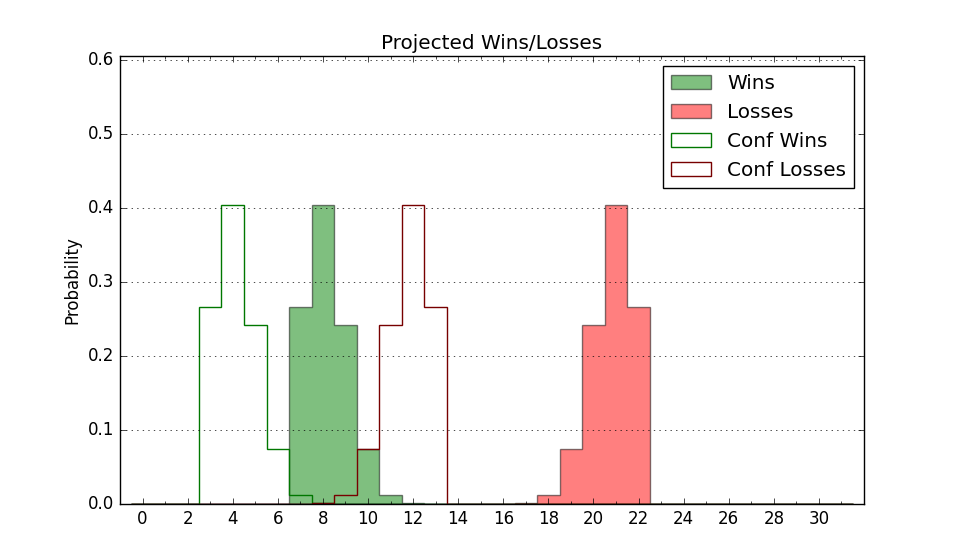 Projected Wins/Losses
0.6
0.5
0.4
0.3
0.2
0.1
0.0
Probability
Wins
Losses
Conf Wins
Conf Losses
0 2 4 6 8 10 12 14 16 18 20 22 24 26 28 30